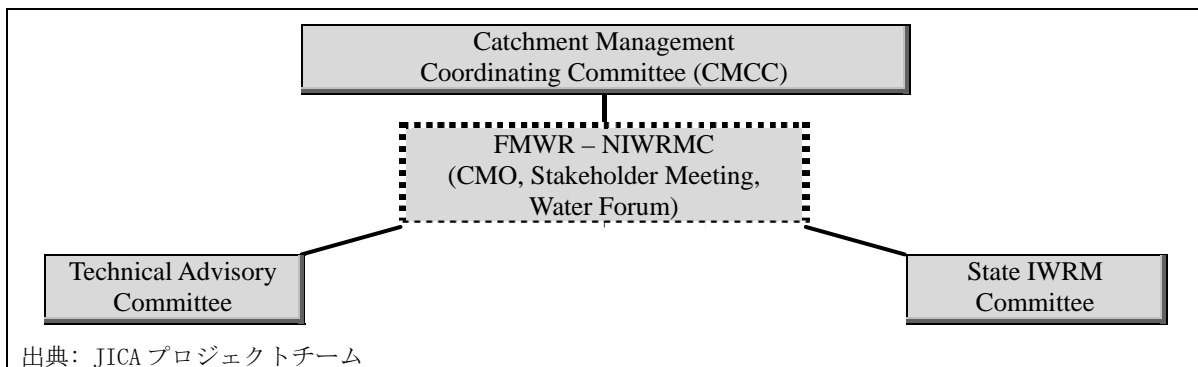 Catchment Management
Coordinating Committee (CMCC)
FMWR – NIWRMC
(CMO, Stakeholder Meeting,
Water Forum)
Technical Advisory
Committee
State IWRM
Committee
出典: JICA プロジェクトチーム